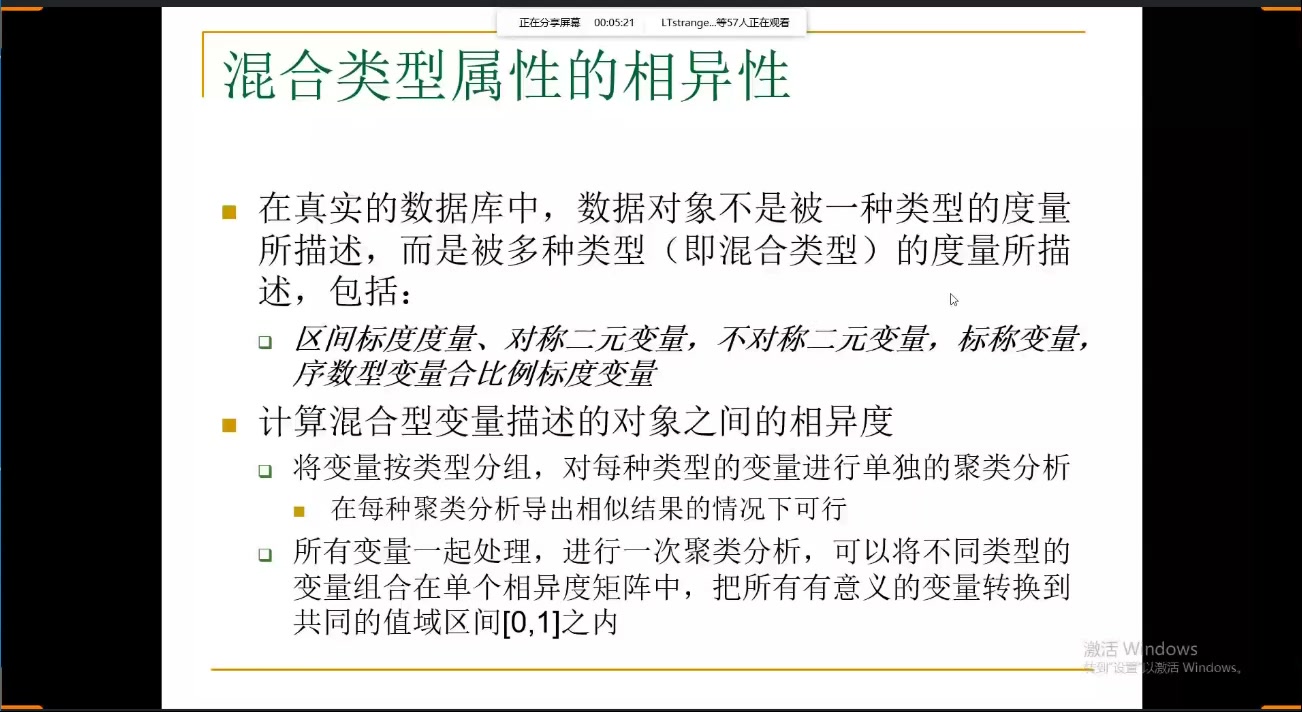 正在分享屏幕 00:05:21 LTstrange...等57人正在观看
混合类型属性的相异性
在真实的数据库中，数据对象不是被一种类型的度量
所描述，而是被多种类型（即混合类型）的度量所描
述，包括：
区间标度度量、对称二元变量，不对称二元变量，标称变量，
序数型变量合比例标度变量
计算混合型变量描述的对象之间的相异度
将变量按类型分组，对每种类型的变量进行单独的聚类分析
在每种聚类分析导出相似结果的情况下可行
所有变量一起处理，进行一次聚类分析，可以将不同类型的
变量组合在单个相异度矩阵中，把所有有意义的变量转换到
共同的值域区间[0,1]之内
激活 Windows
转到"设置"以激活 Windows。